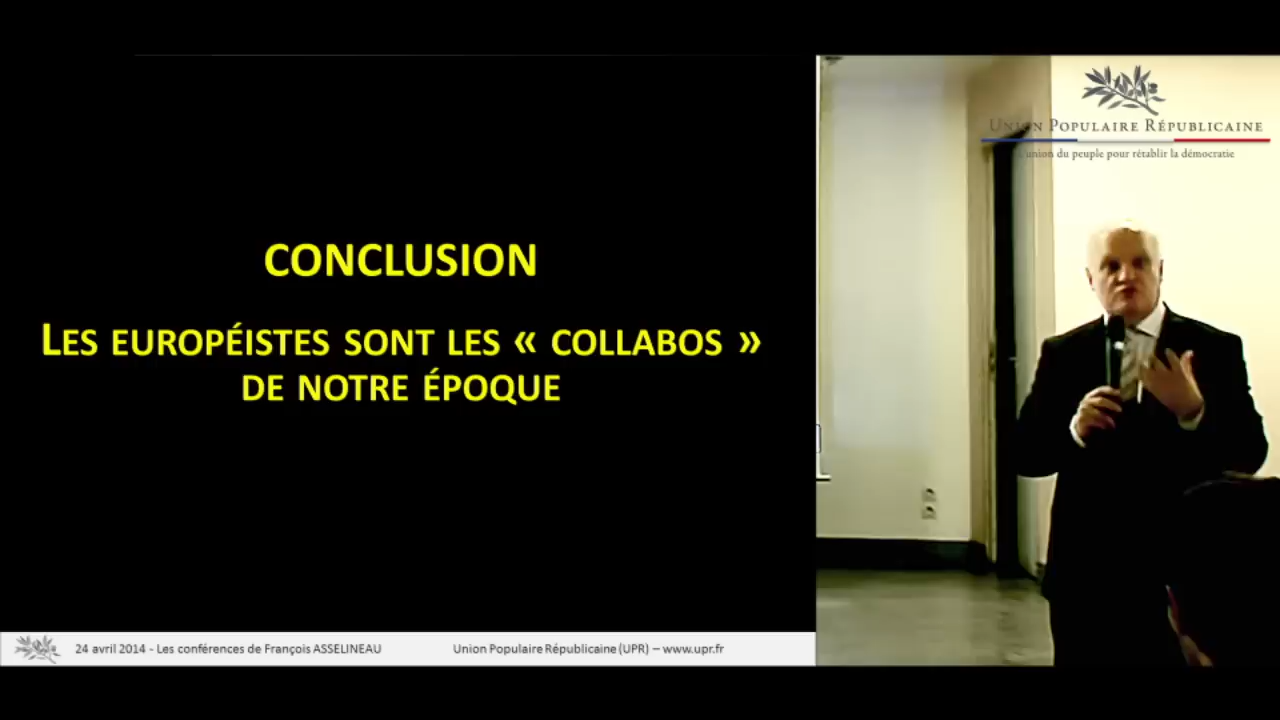 CONCLUSION
LES EUROPÉISTES SONT LES « COLLABOS »
DE NOTRE ÉPOQUE
UNION POPULAIRE RÉPUBLICAINE
L'union du peuple pour rétablir la démocratie
24 avril 2014 - Les conférences de François ASSELINEAU
Union Populaire Républicaine (UPR) – www.upr.fr